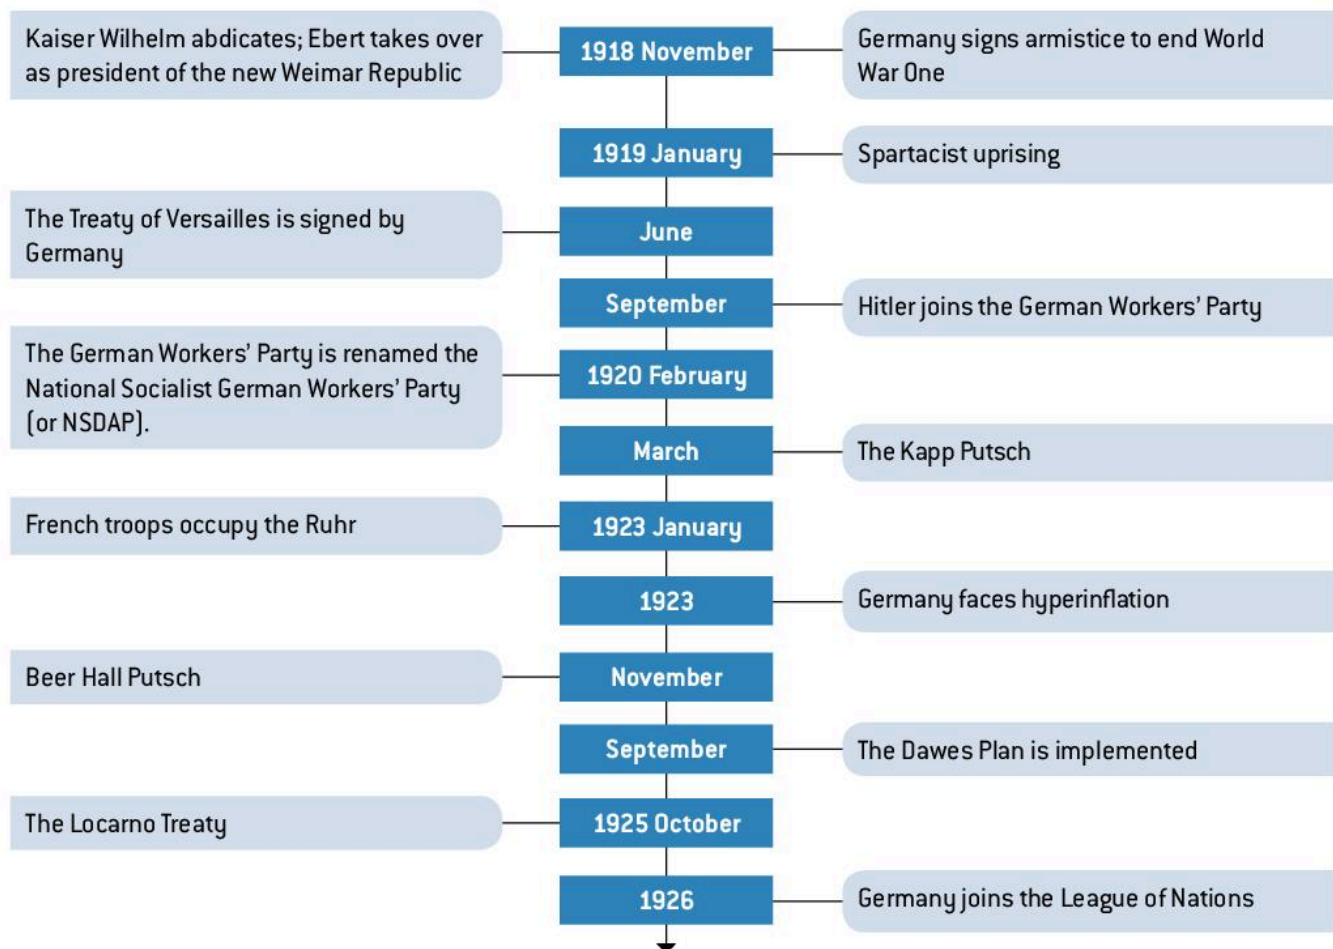 Kaiser Wilhelm abdicates; Ebert takes over
as president of the new Weimar Republic
1918 November
Germany signs armistice to end World
War One
1919 January
Spartacist uprising
The Treaty of Versailles is signed by
Germany
June
September
Hitler joins the German Workers’ Party
The German Workers’ Party is renamed the
National Socialist German Workers’ Party
(or NSDAP).
1920 February
March
The Kapp Putsch
French troops occupy the Ruhr
1923 January
1923
Germany faces hyperinflation
Beer Hall Putsch
November
September
The Dawes Plan is implemented
The Locarno Treaty
1925 October
1926
Germany joins the League of Nations